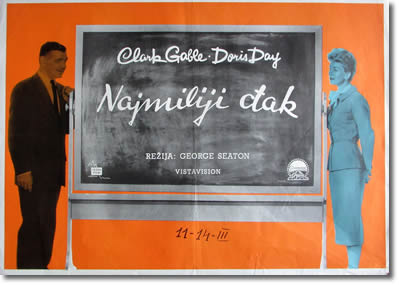 Clark Gable · Doris Day
Najmiliji đak
REŽIJA: GEORGE SEATON
VISTAVISION
11-14-III